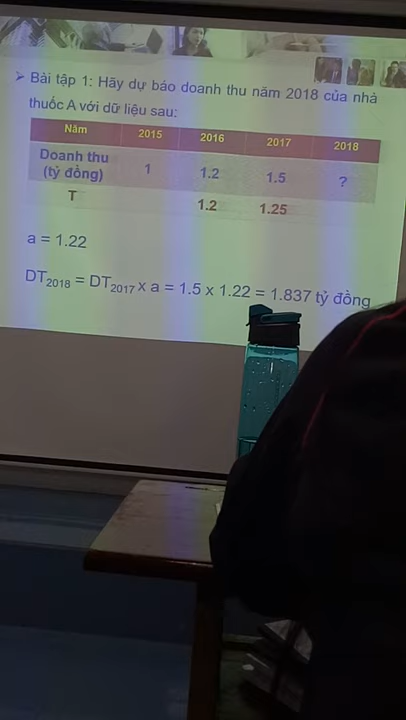 ➢ Bài tập 1: Hãy dự báo doanh thu năm 2018 của nhà
thuốc A với dữ liệu sau:
Năm 2015 2016 2017 2018
Doanh thu
(tỷ đồng) 1 1.2 1.5 ?
T 1.2 1.25
a = 1.22
DT2018 = DT2017 x a = 1.5 x 1.22 = 1.837 tỷ đồng